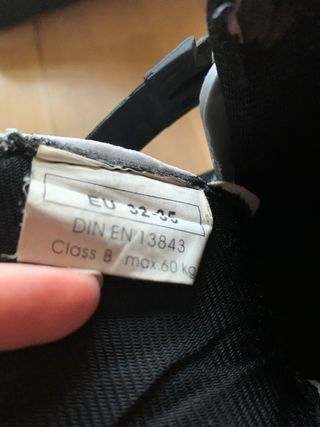 EU 32-35
DIN EN 13843
Class B max.60 kg